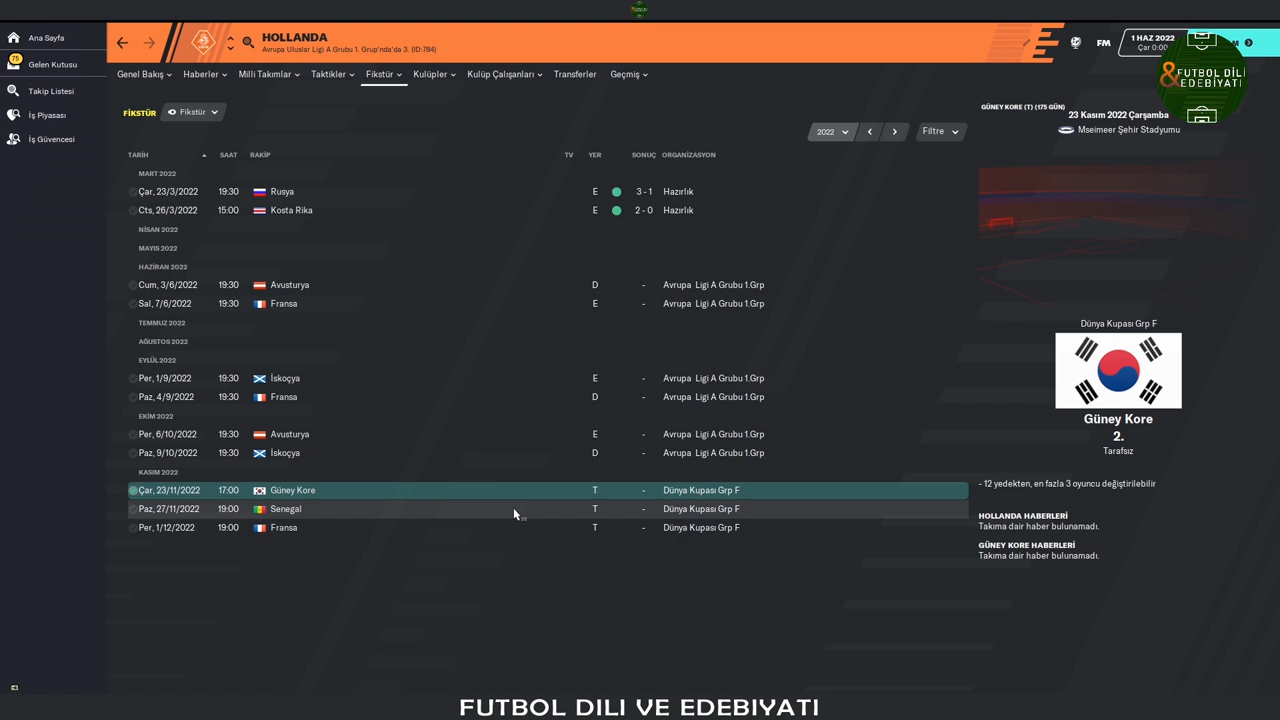 HOLLANDA
Avrupa Uluslar Ligi A Grubu 1. Grup'nda'da 3. (ID:784)
FM
1 HAZ 2022
Çar 0:00
M
& FUTBOL DİLİ
EDEBİYATI
Ana Sayfa
75
Gelen Kutusu
Takip Listesi
İş Piyasası
İş Güvencesi
Genel Bakış
Haberler
Milli Takımlar
Taktikler
Fikstür
Kulüpler
Kulüp Çalışanları
Transferler
Geçmiş
FİKSTÜR
Fikstür
2022
Filtre
TARİH SAAT RAKİP TV YER SONUÇ ORGANİZASYON
MART 2022
Çar, 23/3/2022 19:30 Rusya E 3 - 1 Hazırlık
Cts, 26/3/2022 15:00 Kosta Rika E 2 - 0 Hazırlık
NİSAN 2022
MAYIS 2022
HAZİRAN 2022
Cum, 3/6/2022 19:30 Avusturya D - Avrupa Ligi A Grubu 1.Grp
Sal, 7/6/2022 19:30 Fransa E - Avrupa Ligi A Grubu 1.Grp
TEMMUZ 2022
AĞUSTOS 2022
EYLÜL 2022
Per, 1/9/2022 19:30 İskoçya E - Avrupa Ligi A Grubu 1.Grp
Paz, 4/9/2022 19:30 Fransa D - Avrupa Ligi A Grubu 1.Grp
EKİM 2022
Per, 6/10/2022 19:30 Avusturya E - Avrupa Ligi A Grubu 1.Grp
Paz, 9/10/2022 19:30 İskoçya D - Avrupa Ligi A Grubu 1.Grp
KASIM 2022
Çar, 23/11/2022 17:00 Güney Kore T - Dünya Kupası Grp F
Paz, 27/11/2022 19:00 Senegal T - Dünya Kupası Grp F
Per, 1/12/2022 19:00 Fransa T - Dünya Kupası Grp F
GÜNEY KORE (T) (175 GÜN)
23 Kasım 2022 Çarşamba
Mseimeer Şehir Stadyumu
Dünya Kupası Grp F
Güney Kore
2.
Tarafsız
- 12 yedekten, en fazla 3 oyuncu değiştirilebilir
HOLLANDA HABERLERİ
Takıma dair haber bulunamadı.
GÜNEY KORE HABERLERİ
Takıma dair haber bulunamadı.
FUTBOL DILI VE EDEBIYATI